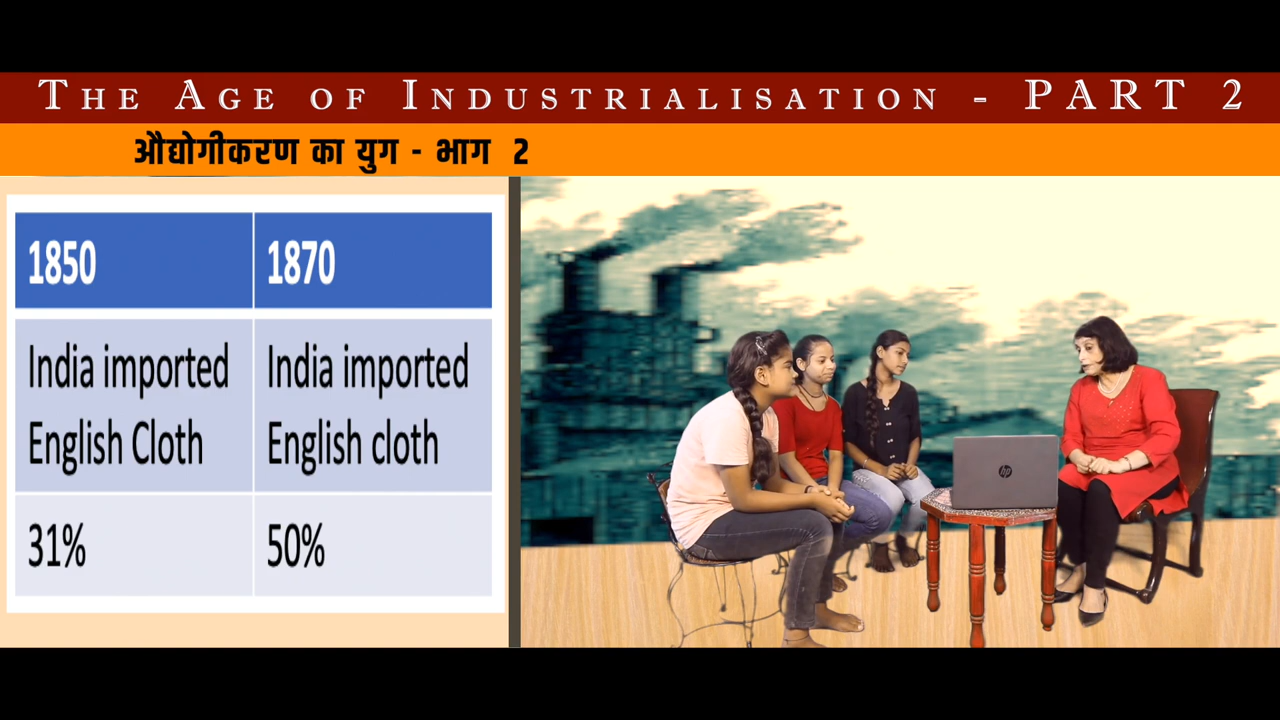 THE AGE OF INDUSTRIALISATION - PART 2
औद्योगीकरण का युग - भाग 2
1850 1870
India imported India imported
English Cloth English cloth
31% 50%
hp